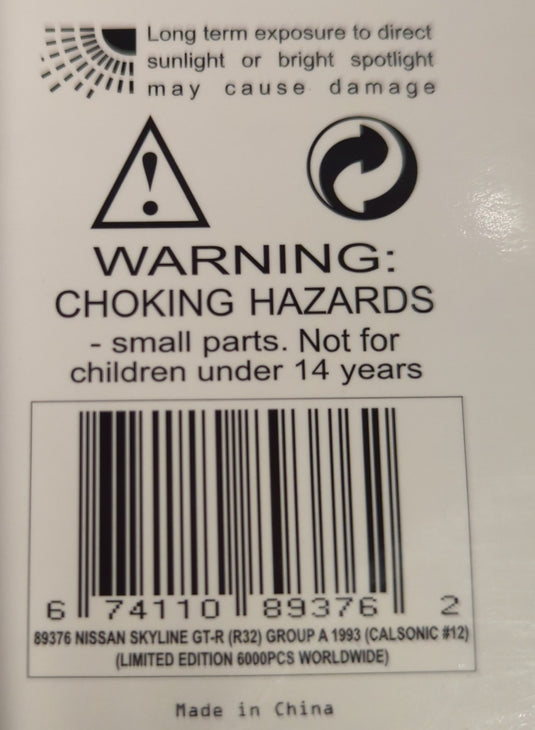 Long term exposure to direct
sunlight or bright spotlight
may cause damage
WARNING:
CHOKING HAZARDS
- small parts. Not for
children under 14 years
6 74110 89376 2
89376 NISSAN SKYLINE GT-R (R32) GROUP A 1993 (CALSONIC #12)
(LIMITED EDITION 6000PCS WORLDWIDE)
Made in China